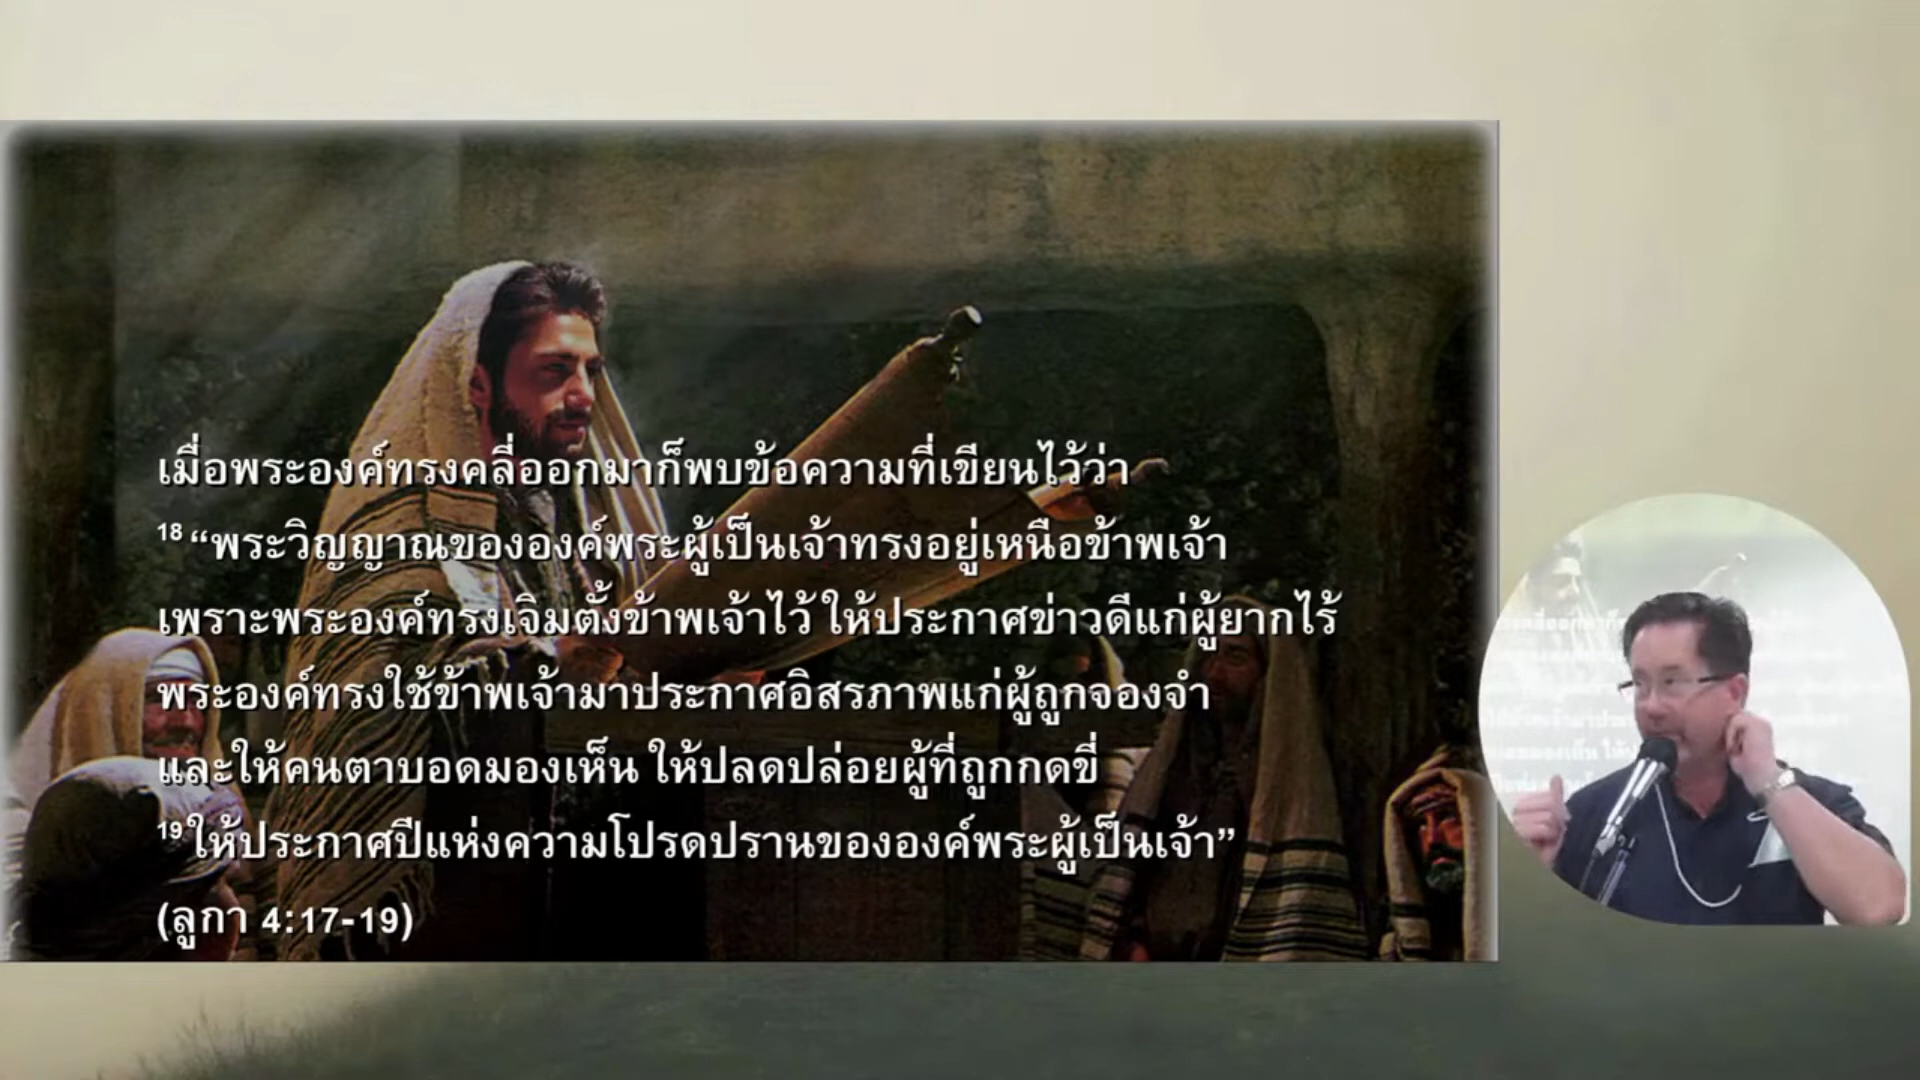 เมื่อพระองค์ทรงคลี่ออกมาก็พบข้อความที่เขียนไว้ว่า
18 “พระวิญญาณขององค์พระผู้เป็นเจ้าทรงอยู่เหนือข้าพเจ้า
เพราะพระองค์ทรงเจิมตั้งข้าพเจ้าไว้ ให้ประกาศข่าวดีแก่ผู้ยากไร้
พระองค์ทรงใช้ข้าพเจ้ามาประกาศอิสรภาพแก่ผู้ถูกจองจำ
และให้คนตาบอดมองเห็น ให้ปลดปล่อยผู้ที่ถูกกดขี่
19 ให้ประกาศปีแห่งความโปรดปรานขององค์พระผู้เป็นเจ้า”
(ลูกา 4:17-19)